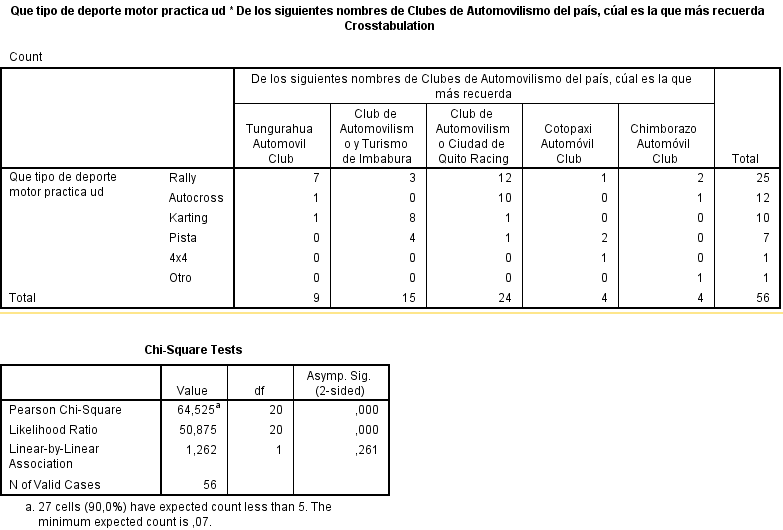 Que tipo de deporte motor practica ud * De los siguientes nombres de Clubes de Automovilismo del país, cúal es la que más recuerda
Crosstabulation
Count
De los siguientes nombres de Clubes de Automovilismo del país, cúal es la que
más recuerda
Tungurahua
Automovil
Club
Club de
Automovilism
o y Turismo
de Imbabura
Club de
Automovilism
o Ciudad de
Quito Racing
Cotopaxi
Automóvil
Club
Chimborazo
Automóvil
Club
Total
Que tipo de deporte
motor practica ud
Rally 7 3 12 1 2 25
Autocross 1 0 10 0 1 12
Karting 1 8 1 0 0 10
Pista 0 4 1 2 0 7
4x4 0 0 0 1 0 1
Otro 0 0 0 0 1 1
Total 9 15 24 4 4 56
Chi-Square Tests
Value df Asymp. Sig.
(2-sided)
Pearson Chi-Square 64,525a 20 ,000
Likelihood Ratio 50,875 20 ,000
Linear-by-Linear
Association 1,262 1 ,261
N of Valid Cases 56
a. 27 cells (90,0%) have expected count less than 5. The
minimum expected count is ,07.